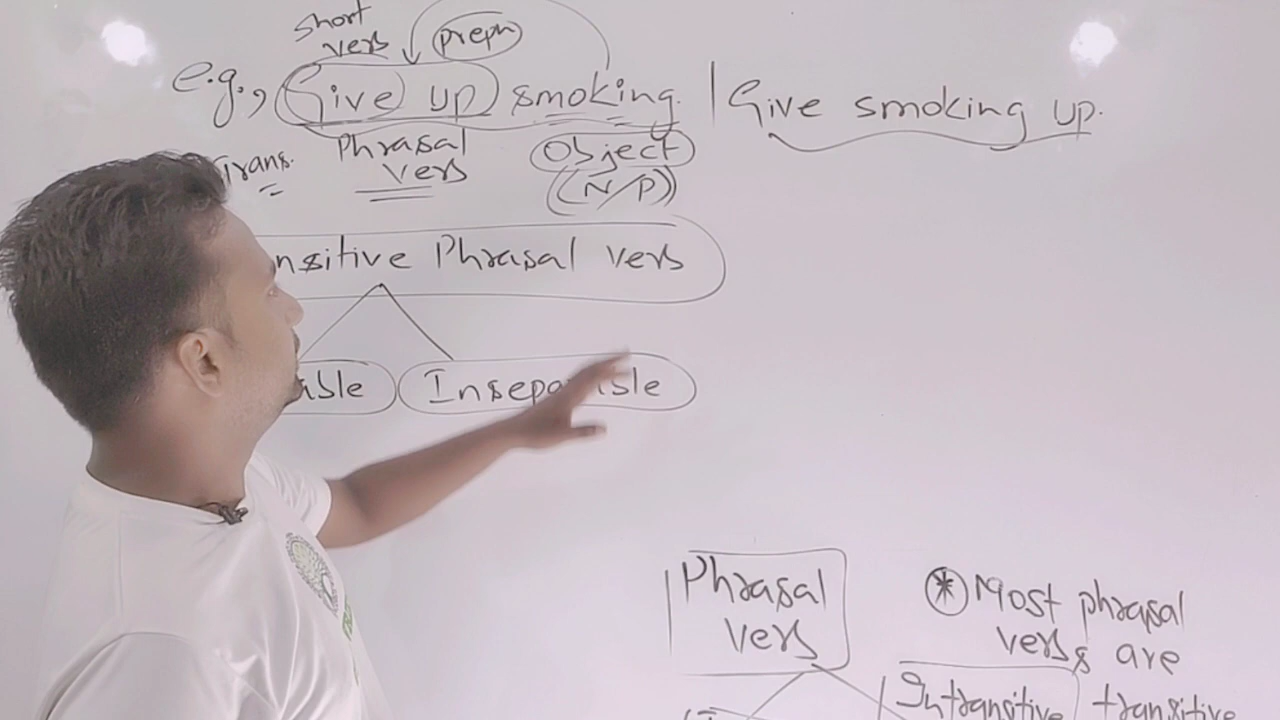 short
verb
prepn
e.g., Give up smoking. | Give smoking up.
Trans.
Phrasal
verb
Object
(N/P)
nsitive Phrasal verb
able
Inseparable
Phrasal
verb
* Most phrasal
verbs are
Intransitive transitive